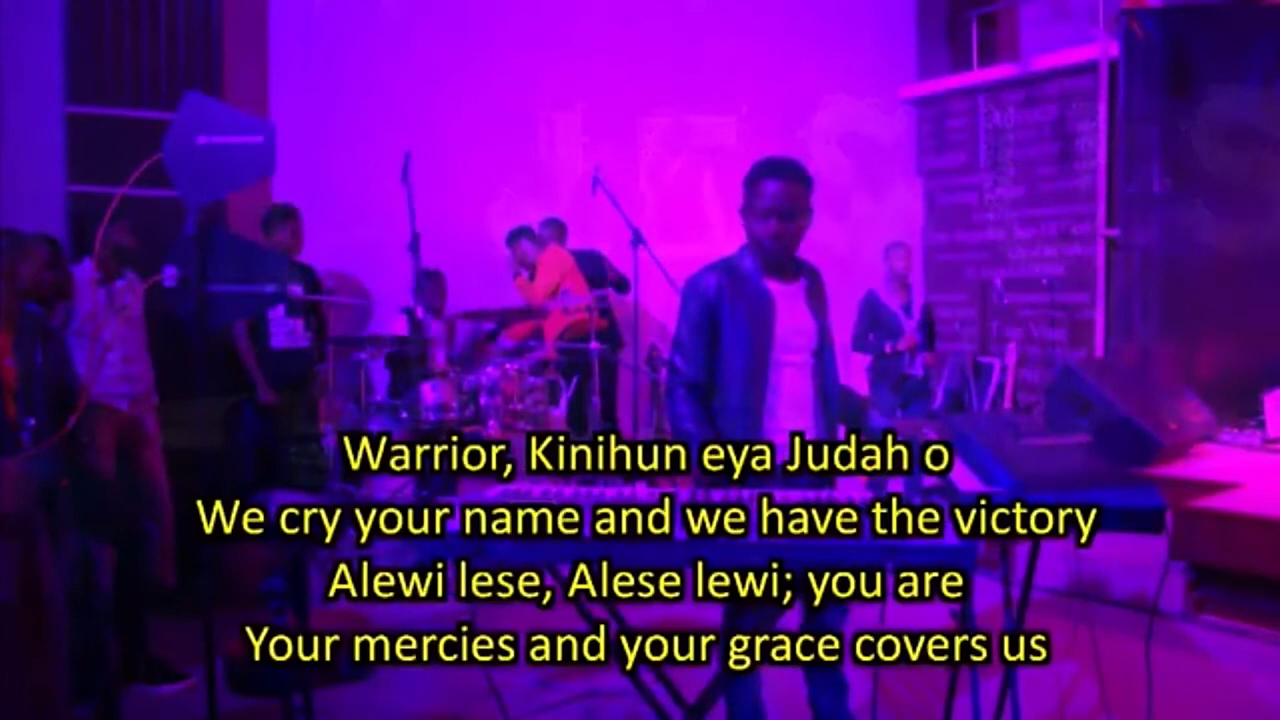 Warrior, Kinihun eya Judah o
We cry your name and we have the victory
Alewi lese, Alese lewi; you are
Your mercies and your grace covers us